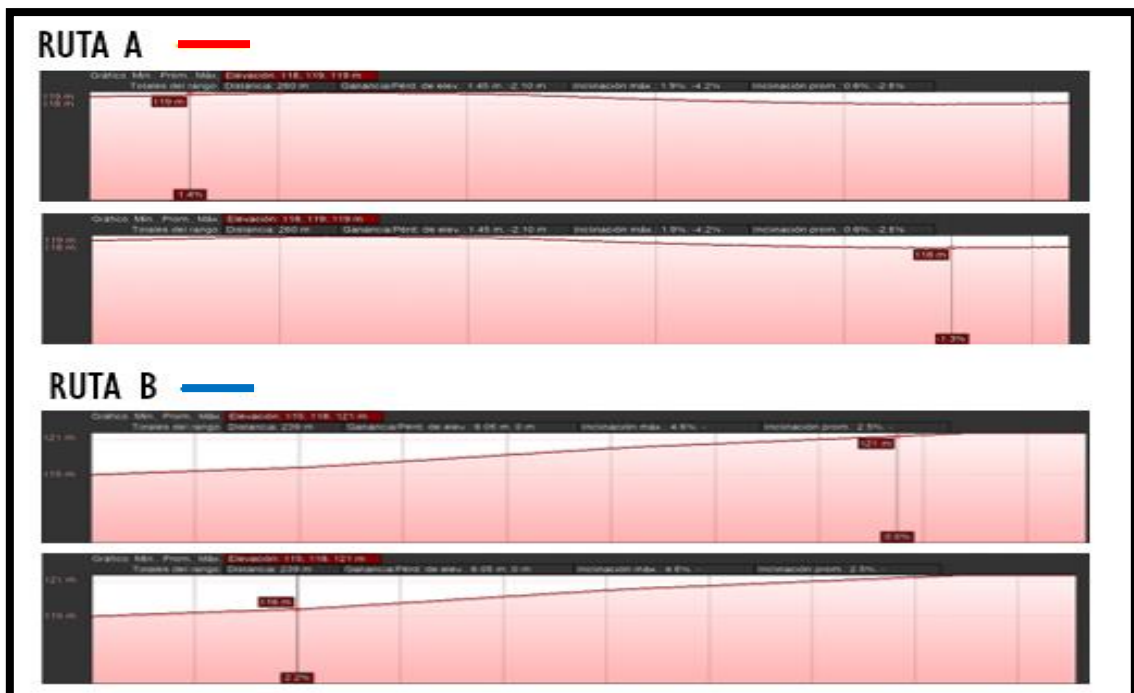 RUTA A
Gráfico: Mín., Prom., Máx. Elevación: 118, 119, 119 m
Totales del rango: Distancia: 260 m Ganancia/Pérd. de elev.: 1.45 m, -2.10 m Inclinación máx.: 1.9%, -4.2% Inclinación prom.: 0.6%, -2.5%
119 m
118 m
119 m
1.4%
Gráfico: Mín., Prom., Máx. Elevación: 118, 119, 119 m
Totales del rango: Distancia: 260 m Ganancia/Pérd. de elev.: 1.45 m, -2.10 m Inclinación máx.: 1.9%, -4.2% Inclinación prom.: 0.6%, -2.5%
119 m
118 m
118 m
-1.3%
RUTA B
Gráfico: Mín., Prom., Máx. Elevación: 115, 118, 121 m
Totales del rango: Distancia: 239 m Ganancia/Pérd. de elev.: 6.05 m, 0 m Inclinación máx.: 4.6%, - Inclinación prom.: 2.5%, -
121 m
121 m
Gráfico: Mín., Prom., Máx. Elevación: 115, 118, 121 m
Totales del rango: Distancia: 239 m Ganancia/Pérd. de elev.: 6.05 m, 0 m Inclinación máx.: 4.6%, - Inclinación prom.: 2.5%, -
121 m
116 m
2.2%